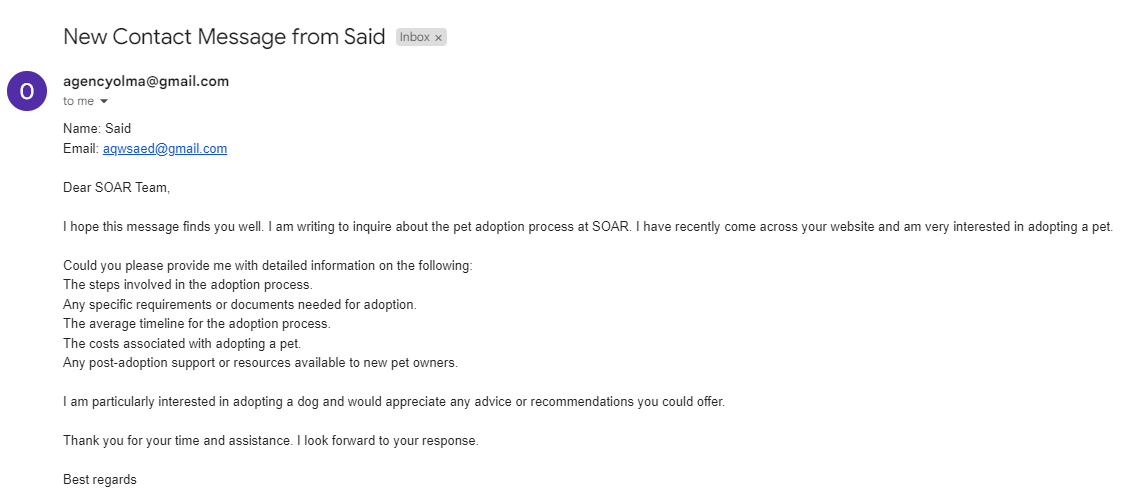 New Contact Message from Said Inbox ×
O
agencyolma@gmail.com
to me
Name: Said
Email: aqwsaed@gmail.com
Dear SOAR Team,
I hope this message finds you well. I am writing to inquire about the pet adoption process at SOAR. I have recently come across your website and am very interested in adopting a pet.
Could you please provide me with detailed information on the following:
The steps involved in the adoption process.
Any specific requirements or documents needed for adoption.
The average timeline for the adoption process.
The costs associated with adopting a pet.
Any post-adoption support or resources available to new pet owners.
I am particularly interested in adopting a dog and would appreciate any advice or recommendations you could offer.
Thank you for your time and assistance. I look forward to your response.
Best regards